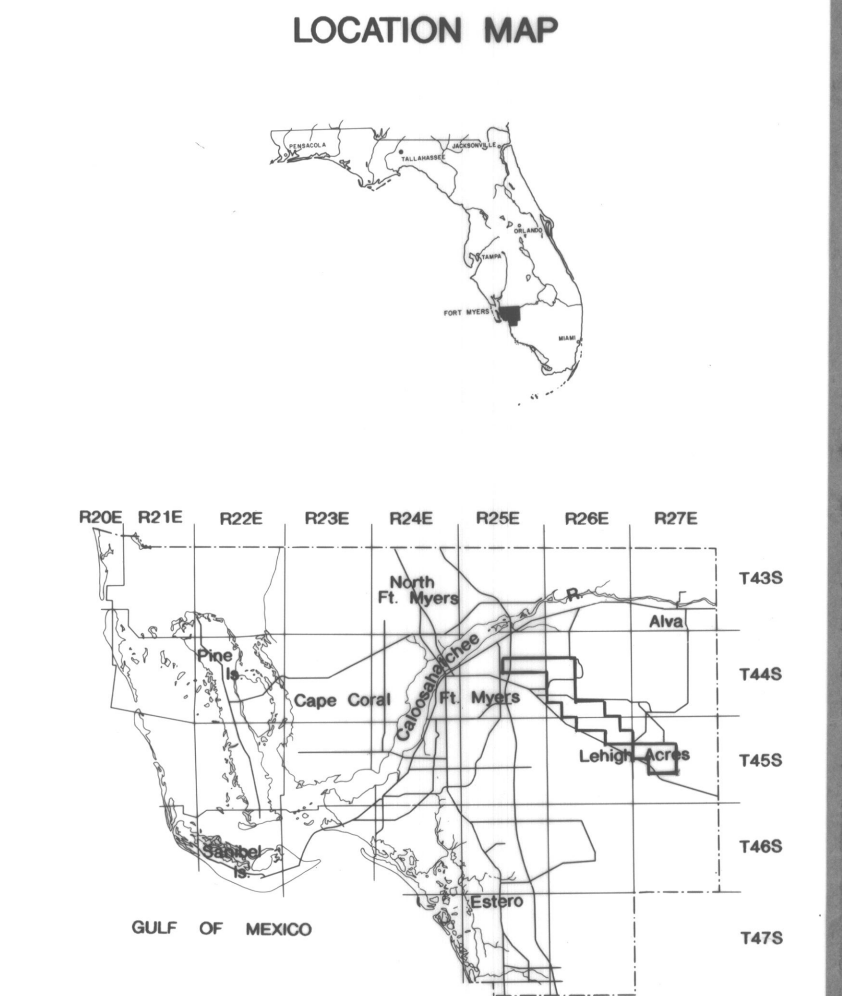 LOCATION MAP
PENSACOLA
TALLAHASSEE
JACKSONVILLE
ORLANDO
TAMPA
FORT MYERS
MIAMI
R20E R21E R22E R23E R24E R25E R26E R27E
T43S
North
Ft. Myers
R.
Alva
Caloosahatchee
Pine
Is.
T44S
Cape Coral
Ft. Myers
Lehigh Acres
T45S
Sanibel
Is.
T46S
Estero
GULF OF MEXICO
T47S